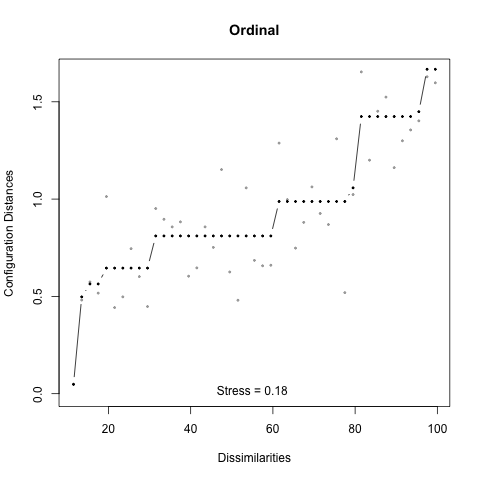 Ordinal
Configuration Distances
1.5
1.0
0.5
0.0
Stress = 0.18
20 40 60 80 100
Dissimilarities